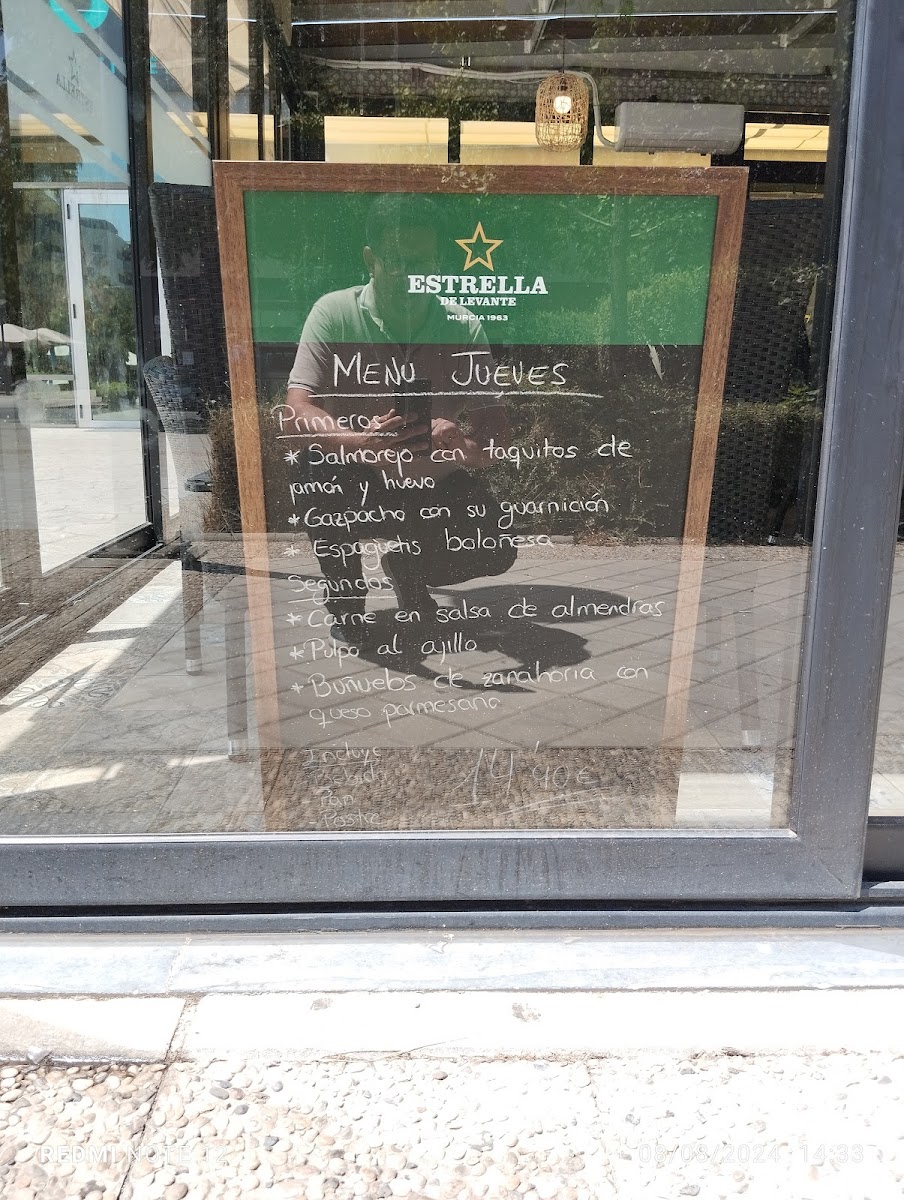 ESTRELLA
DE LEVANTE
MURCIA 1963
MENU JUEVES
Primeros
* Salmorejo con taquitos de
jamón y huevo
* Gazpacho con su guarnición
* Espaguetis boloñesa
Segundos
* Carne en salsa de almendras
* Pulpo al ajillo
* Buñuelos de zanahoria con
queso parmesano
Incluye
Bebida
Pan
Postre
14'90€
REDMI NOTE 12
08/08/2024 14:33